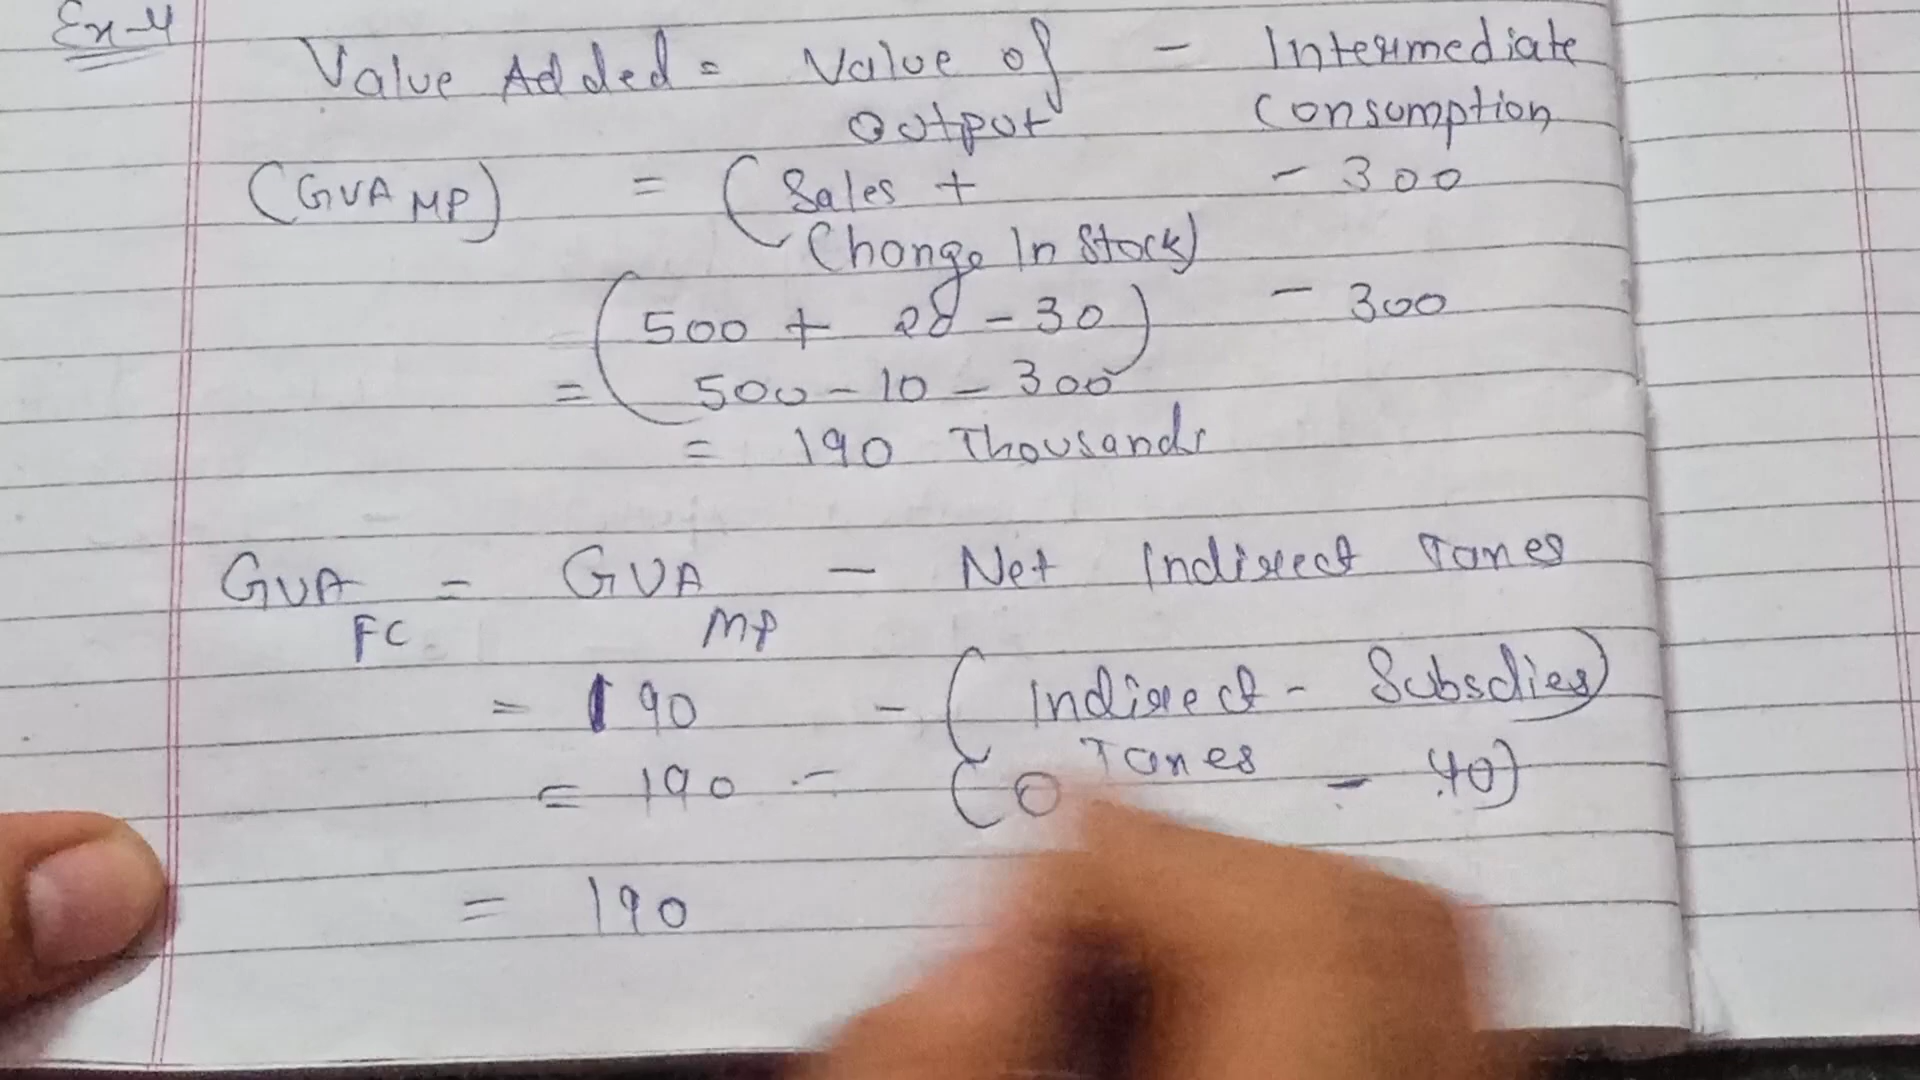 Ex-4
Value Added = Value of Output - Intermediate Consumption
(GVA MP) = (Sales + Change In Stock) - 300
= (500 + 20 - 30) - 300
= 500 - 10 - 300
= 190 Thousands
GVA FC = GVA MP - Net Indirect Taxes
= 190 - (Indirect Taxes - Subsdies)
= 190 - (0 - 40)
= 190